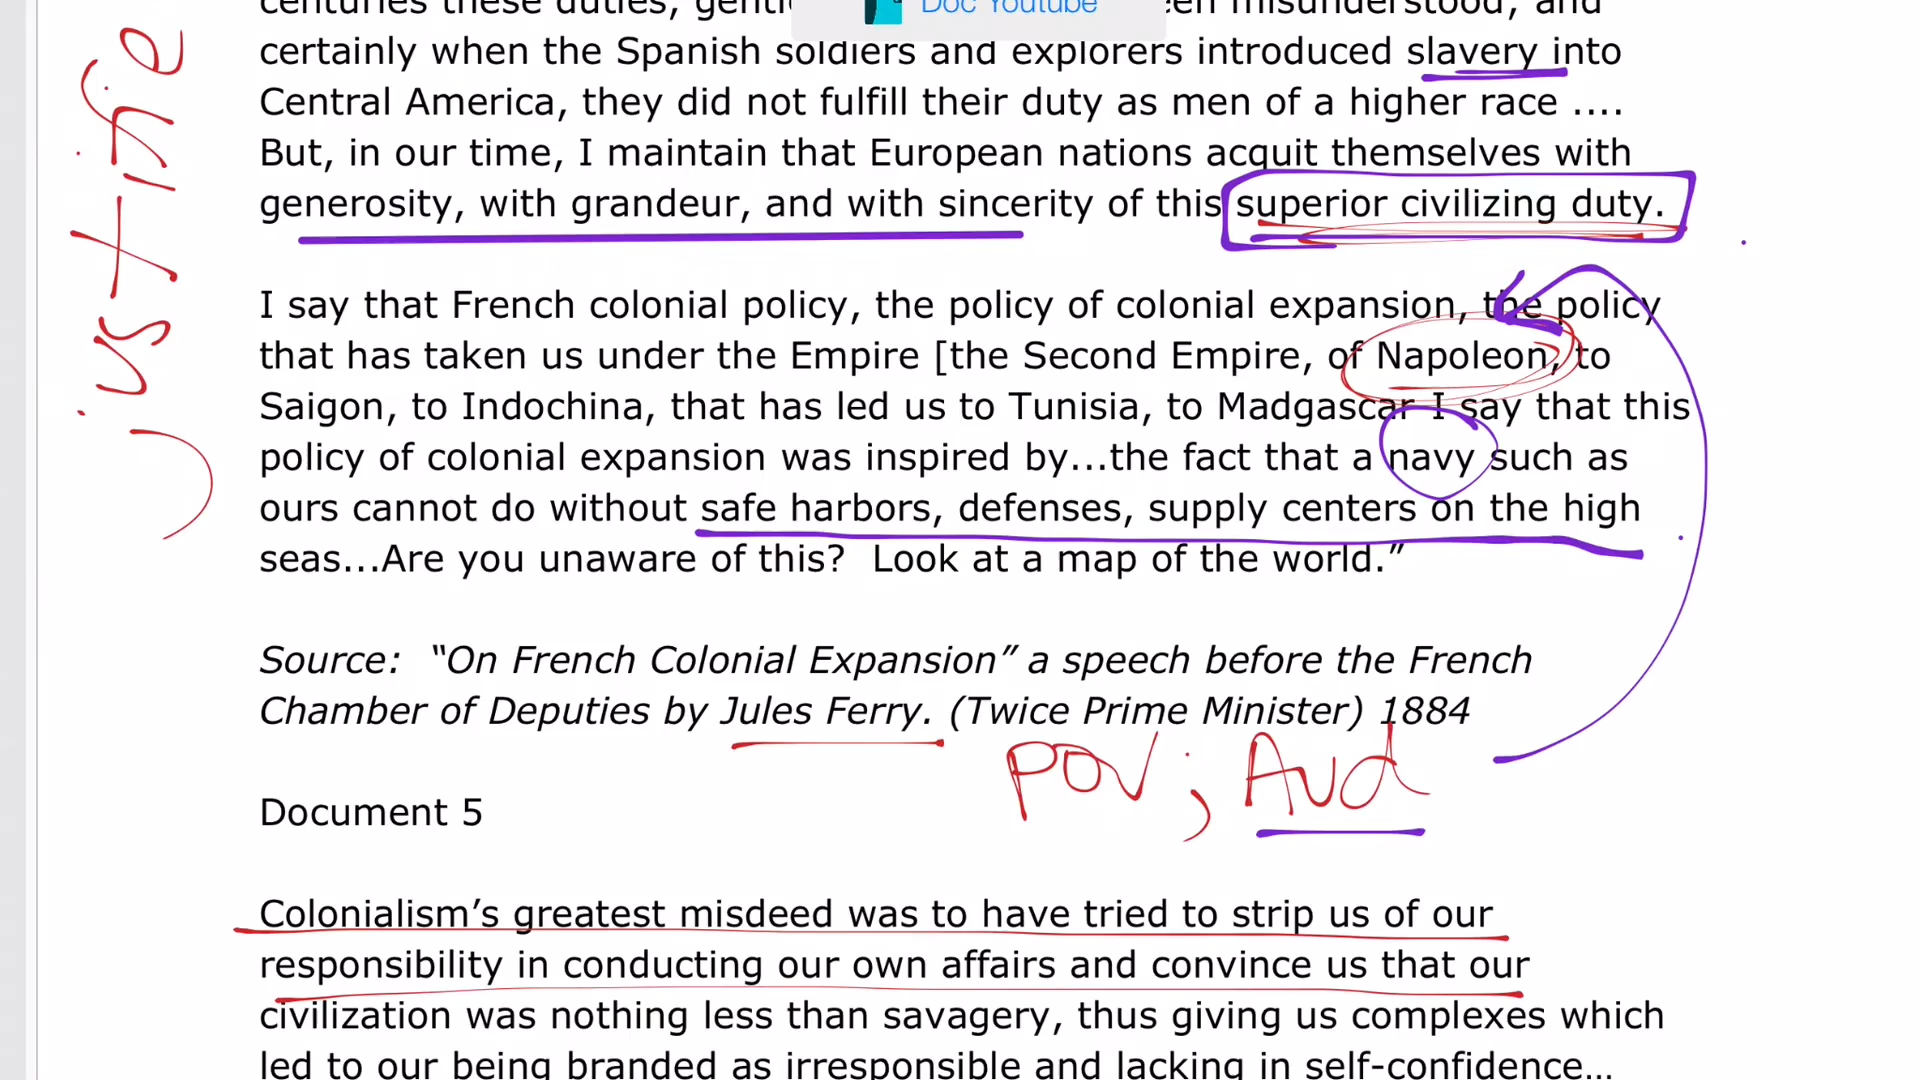 centuries these duties, misunderstood, and
Doc Youtube
certainly when the Spanish soldiers and explorers introduced slavery into
Central America, they did not fulfill their duty as men of a higher race ....
But, in our time, I maintain that European nations acquit themselves with
generosity, with grandeur, and with sincerity of this superior civilizing duty.
justife
I say that French colonial policy, the policy of colonial expansion, the policy
that has taken us under the Empire [the Second Empire, of Napoleon, to
Saigon, to Indochina, that has led us to Tunisia, to Madgascar I say that this
policy of colonial expansion was inspired by...the fact that a navy such as
ours cannot do without safe harbors, defenses, supply centers on the high
seas...Are you unaware of this?  Look at a map of the world.”
Source:  “On French Colonial Expansion” a speech before the French
Chamber of Deputies by Jules Ferry. (Twice Prime Minister) 1884
POV ; Aud
Document 5
Colonialism’s greatest misdeed was to have tried to strip us of our
responsibility in conducting our own affairs and convince us that our
civilization was nothing less than savagery, thus giving us complexes which
led to our being branded as irresponsible and lacking in self-confidence...